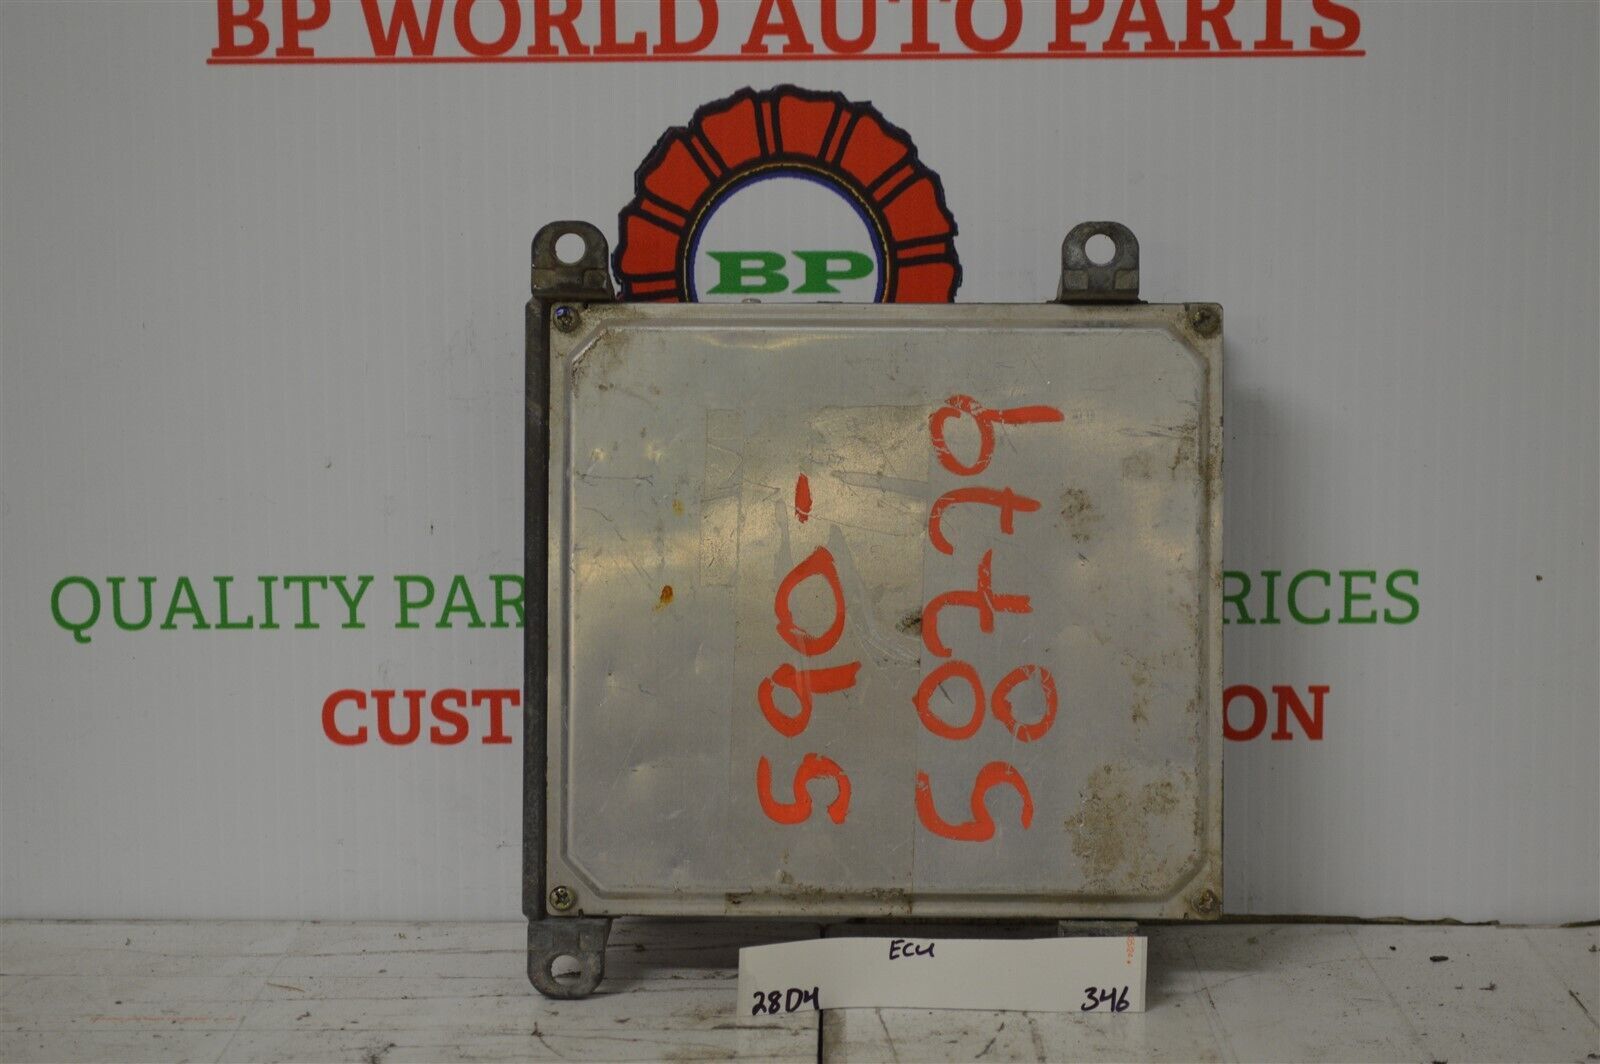 BP WORLD AUTO PARTS
BP
QUALITY PAR RICES
CUST ON
590-
58779
ECU
28D4 346